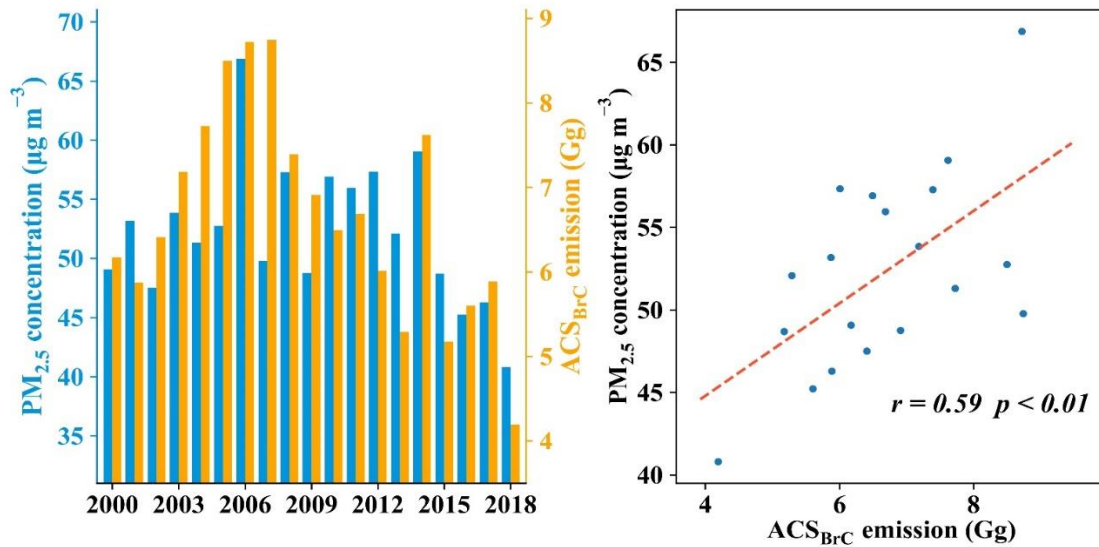 PM2.5 concentration (μg m−3)
70
65
60
55
50
45
40
35
9
8
7
6
5
4
ACSBrC emission (Gg)
2000 2003 2006 2009 2012 2015 2018
PM2.5 concentration (μg m−3)
65
60
55
50
45
40
r = 0.59 p < 0.01
4 6 8
ACSBrC emission (Gg)